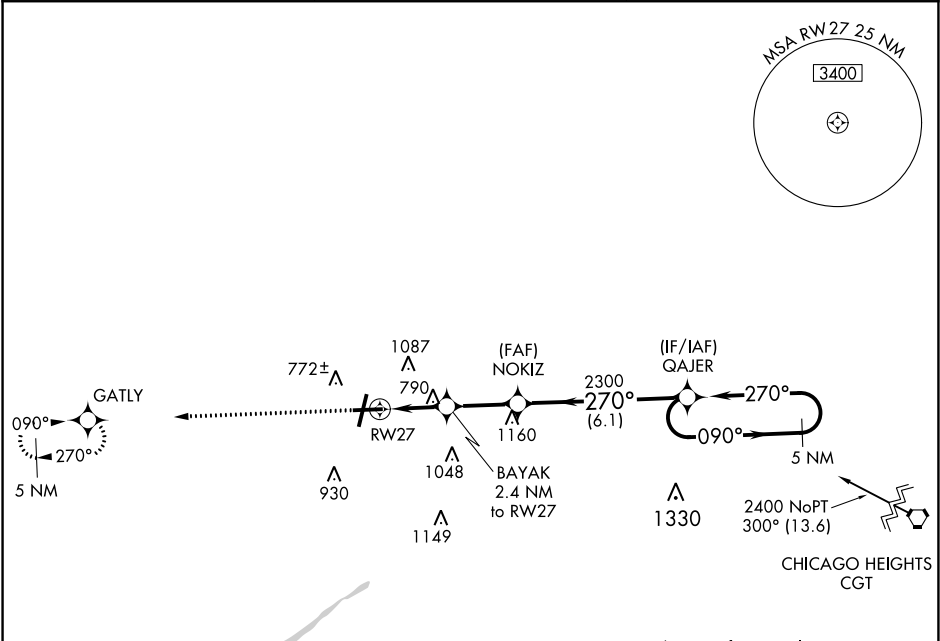 MSA RW27 25 NM
3400
1087
772±
790
(FAF)
NOKIZ
(IF/IAF)
QAJER
2300
270°
(6.1)
270°
090°
5 NM
GATLY
090°
270°
5 NM
RW27
1160
1048
BAYAK
2.4 NM
to RW27
930
1149
1330
2400 NoPT
300° (13.6)
CHICAGO HEIGHTS
CGT